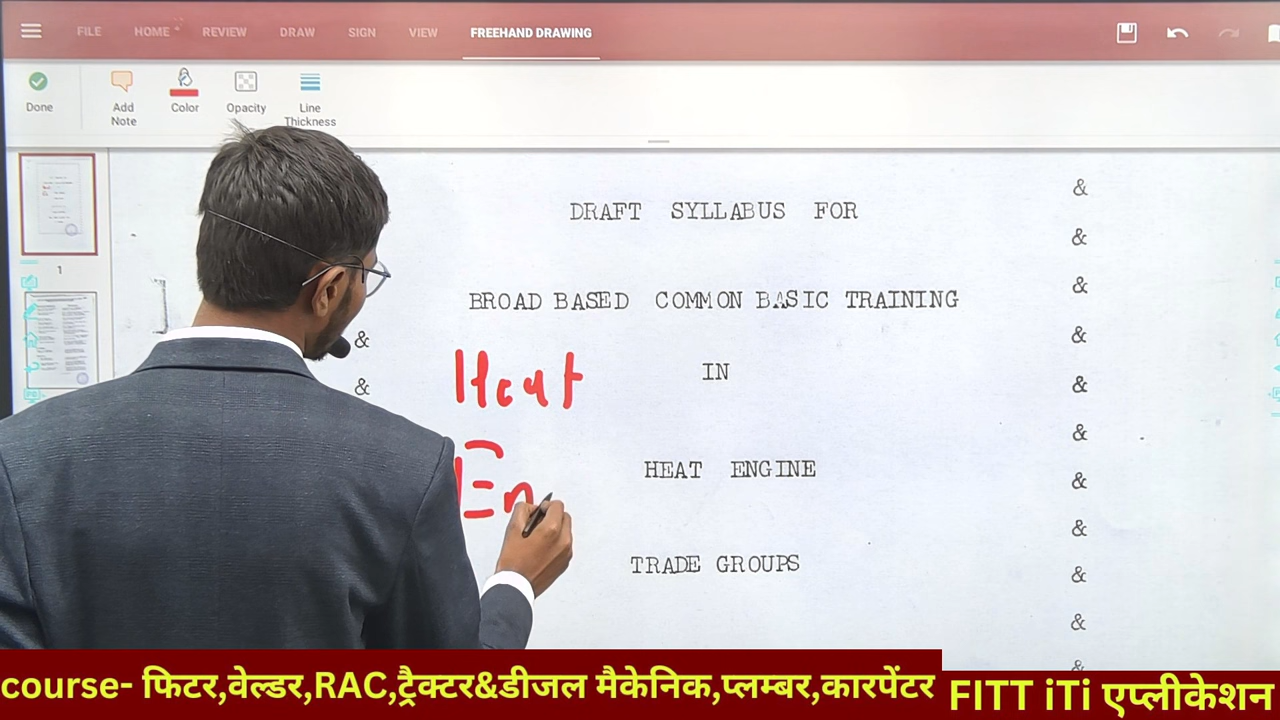 FILE HOME REVIEW DRAW SIGN VIEW FREEHAND DRAWING
Done Add Note Color Opacity Line Thickness
1
DRAFT SYLLABUS FOR
BROAD BASED COMMON BASIC TRAINING
IN
Heat
HEAT ENGINE
En
TRADE GROUPS
&
&
&
&
&
&
&
&
&
&
&
&
&
course- फिटर,वेल्डर,RAC,ट्रैक्टर&डीजल मैकेनिक,प्लम्बर,कारपेंटर
FITT iTi एप्लीकेशन